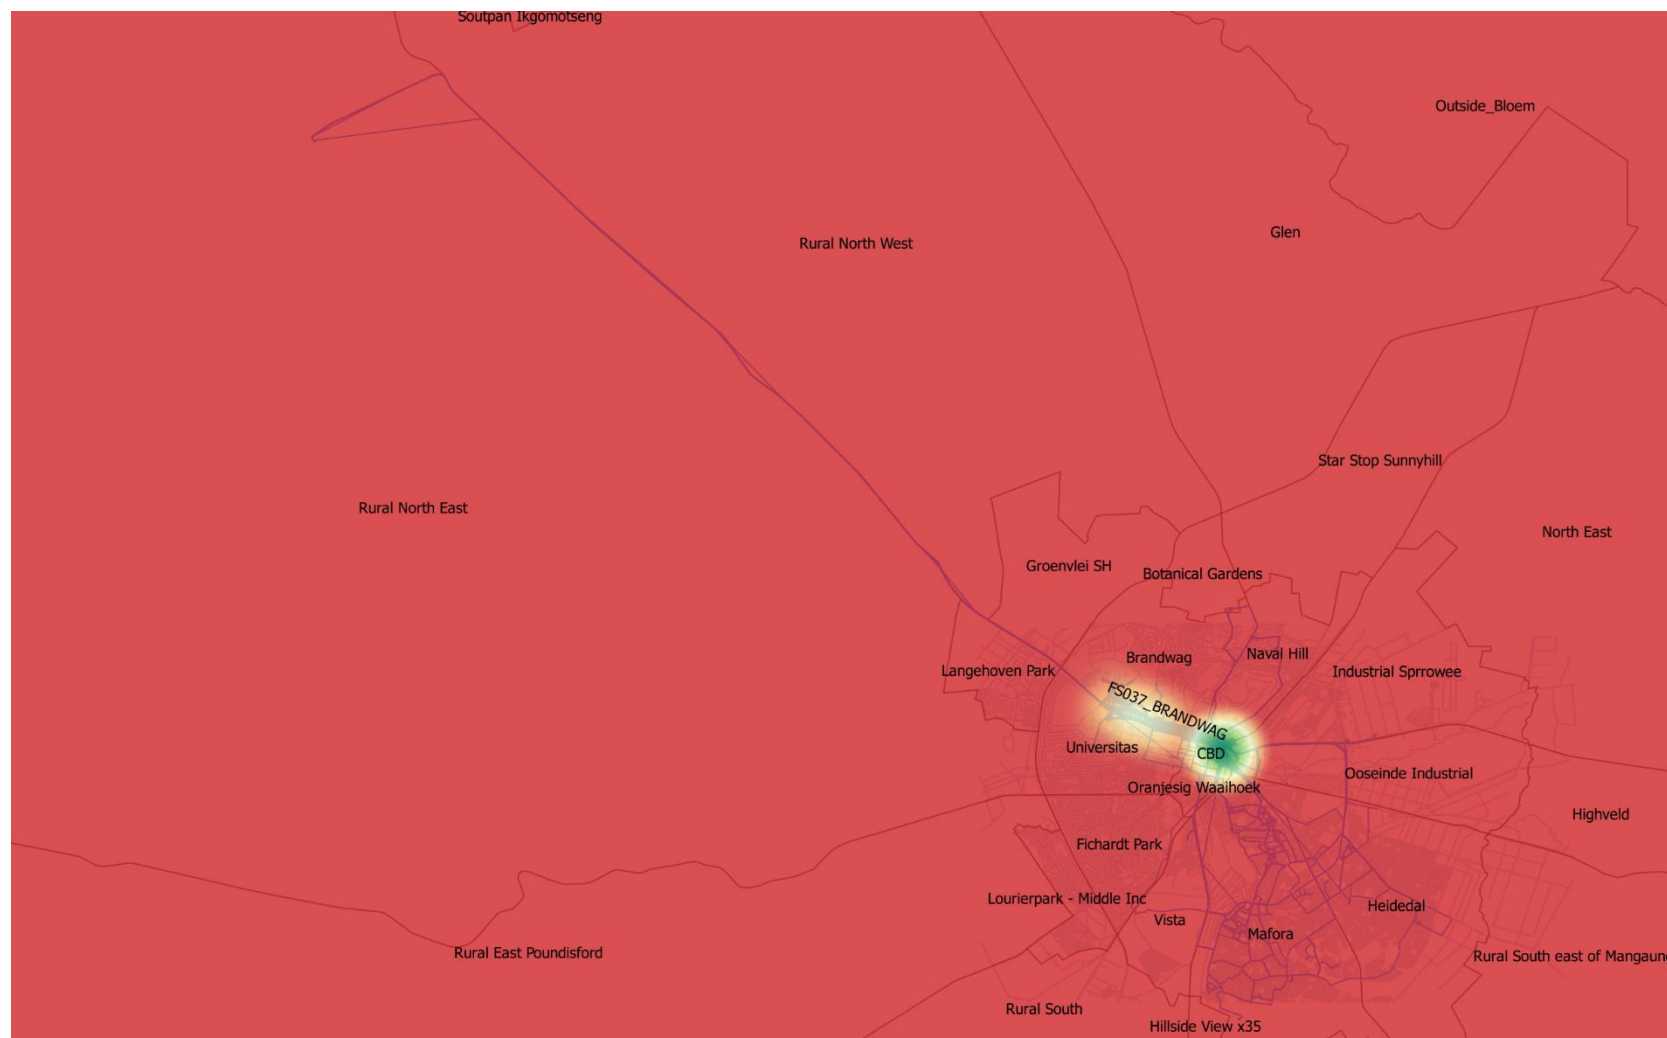 Soutpan Ikgomotseng
Outside_Bloem
Glen
Rural North West
Star Stop Sunnyhill
Rural North East
North East
Groenvlei SH
Botanical Gardens
Naval Hill
Brandwag
Langehoven Park
Industrial Sprrowee
FS037_BRANDWAG
Universitas
CBD
Ooseinde Industrial
Oranjesig Waaihoek
Highveld
Fichardt Park
Lourierpark - Middle Inc
Heidedal
Vista
Mafora
Rural East Poundisford
Rural South east of Mangaun
Rural South
Hillside View x35